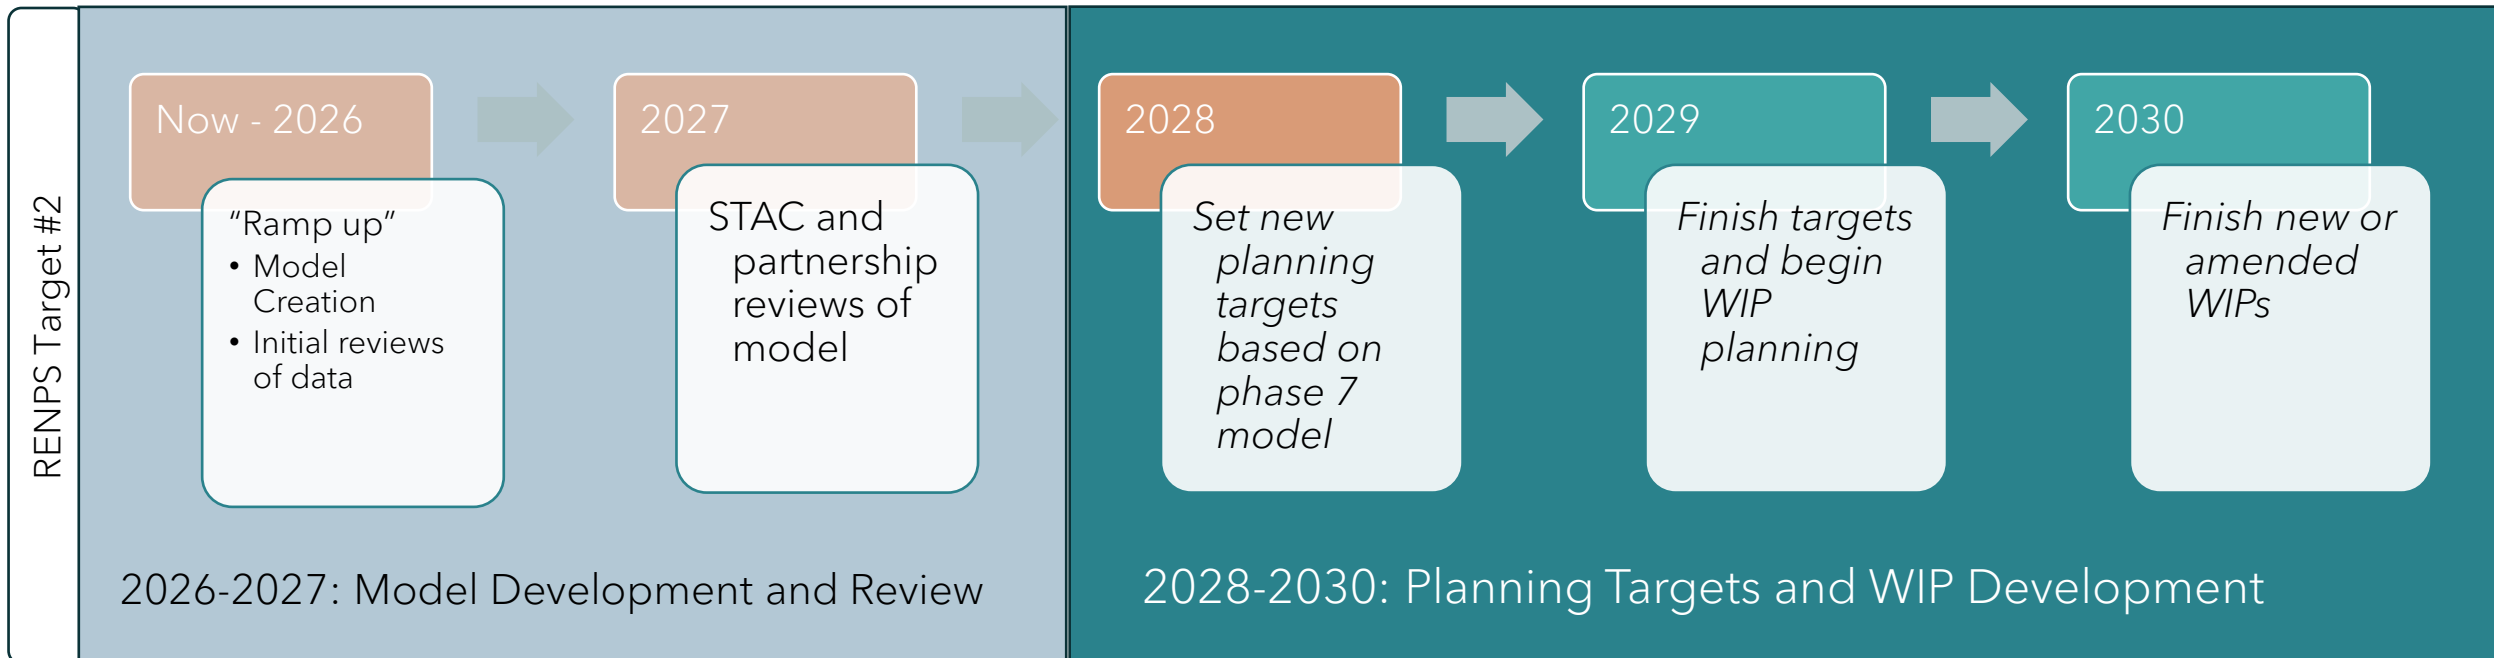 RENPS Target #2
Now - 2026
“Ramp up”
• Model
Creation
• Initial reviews
of data
2027
STAC and
partnership
reviews of
model
2028
Set new
planning
targets
based on
phase 7
model
2029
Finish targets
and begin
WIP
planning
2030
Finish new or
amended
WIPs
2026-2027: Model Development and Review
2028-2030: Planning Targets and WIP Development